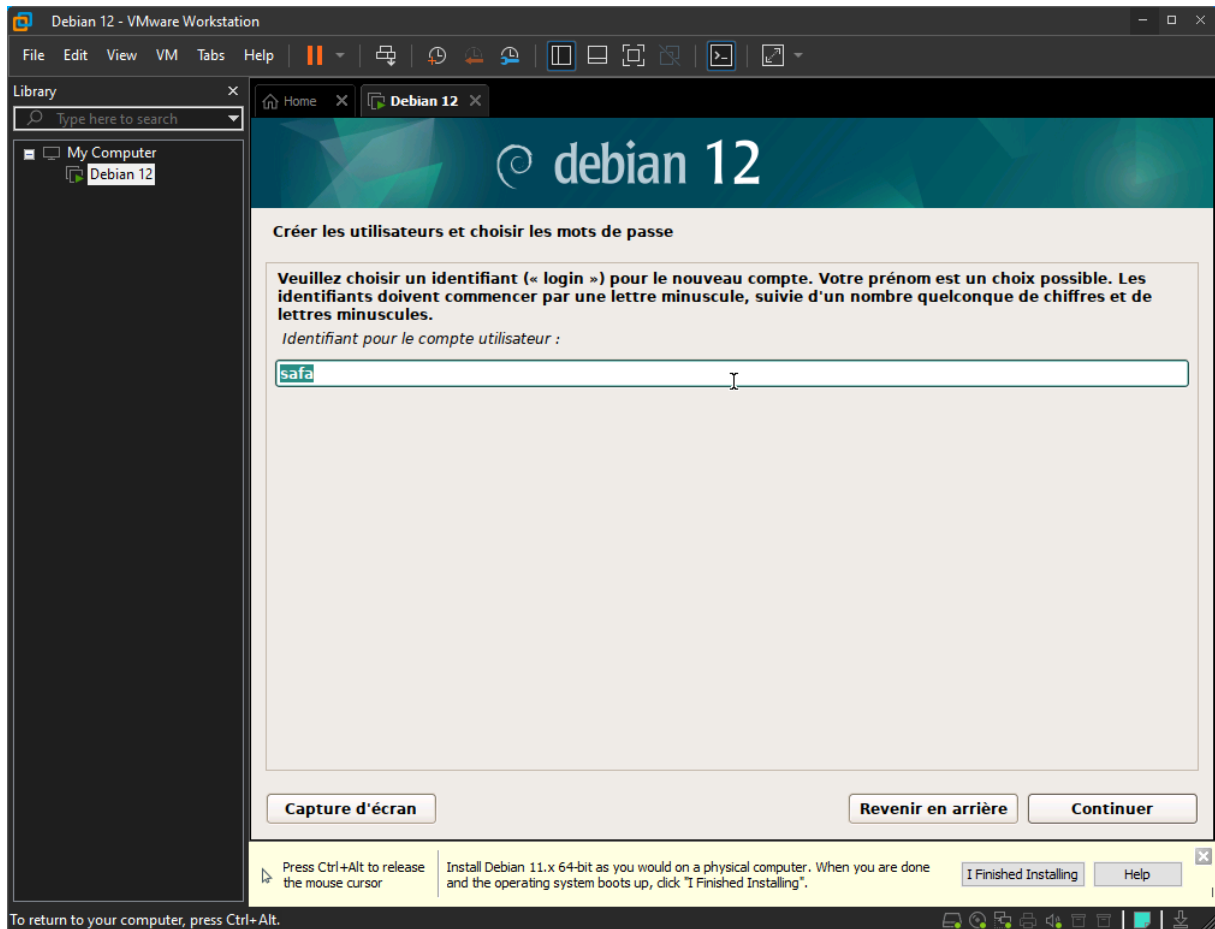 Debian 12 - VMware Workstation
File Edit View VM Tabs Help
Library
Type here to search
My Computer
Debian 12
Home
Debian 12
debian 12
Créer les utilisateurs et choisir les mots de passe
Veuillez choisir un identifiant (« login ») pour le nouveau compte. Votre prénom est un choix possible. Les
identifiants doivent commencer par une lettre minuscule, suivie d'un nombre quelconque de chiffres et de
lettres minuscules.
Identifiant pour le compte utilisateur :
safa
Capture d'écran
Revenir en arrière
Continuer
Press Ctrl+Alt to release
the mouse cursor
Install Debian 11.x 64-bit as you would on a physical computer. When you are done
and the operating system boots up, click "I Finished Installing".
I Finished Installing
Help
To return to your computer, press Ctrl+Alt.